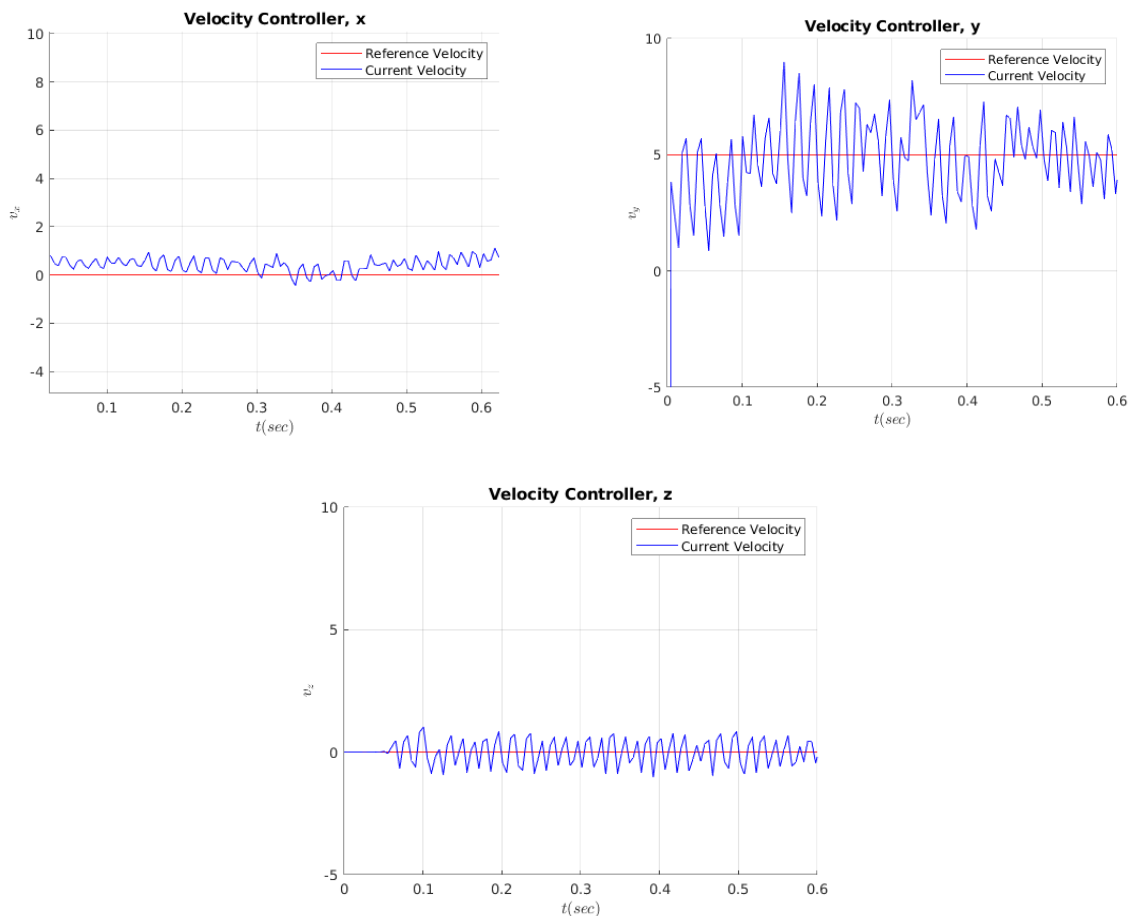 Velocity Controller, x
Reference Velocity
Current Velocity
10
8
6
4
2
0
-2
-4
v_x
0.1 0.2 0.3 0.4 0.5 0.6
t(sec)
Velocity Controller, y
Reference Velocity
Current Velocity
10
5
0
-5
v_y
0 0.1 0.2 0.3 0.4 0.5 0.6
t(sec)
Velocity Controller, z
Reference Velocity
Current Velocity
10
5
0
-5
v_z
0 0.1 0.2 0.3 0.4 0.5 0.6
t(sec)